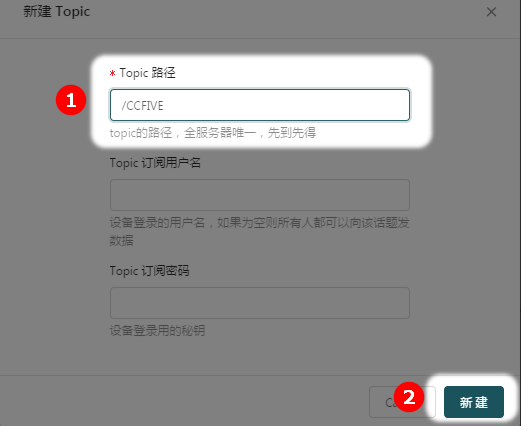 新建 Topic
* Topic 路径
1
/CCFIVE
topic的路径，全服务器唯一，先到先得
Topic 订阅用户名
设备登录的用户名，如果为空则所有人都可以向该话题发
数据
Topic 订阅密码
设备登录用的秘钥
2
新 建